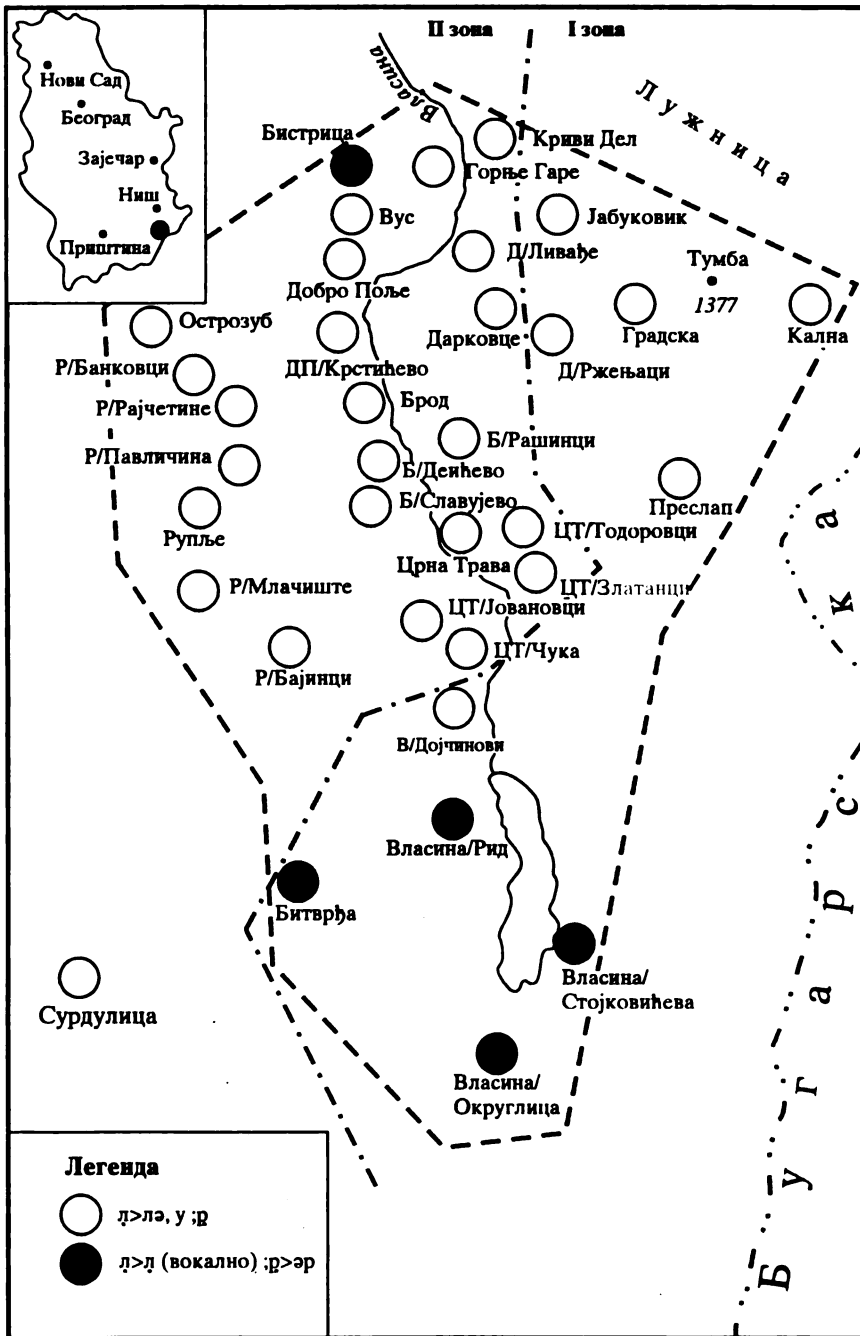 II зона
I зона
Нови Сад
Београд
Зајечар
Ниш
Приштина
Власина
Лужница
Бистрица
Криви Дел
Горње Гаре
Вус
Јабуковик
Д/Ливађе
Тумба
1377
Добро Поље
Острозуб
Дарковце
Градска
Кална
Р/Банковци
ДП/Крстићево
Д/Ржењаци
Р/Рајчетине
Брод
Б/Рашинци
Р/Павличина
Б/Деићево
Преслап
Б/Славујево
Рупље
ЦТ/Тодоровци
Црна Трава
Р/Млачиште
ЦТ/Златанци
ЦТ/Јовановци
ЦТ/Чука
Р/Бајинци
В/Дојчинови
Власина/Рид
Битврђа
Власина/
Стојковићева
Сурдулица
Власина/
Округлица
Бугарска
Легенда
л̥>лə, у ;р̥
л̥>л̥ (вокално) ;р̥>əр